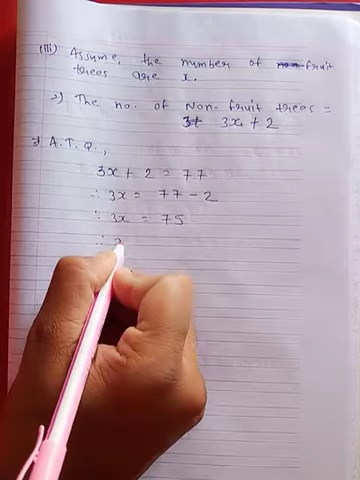 (iii) Assume, the number of fruit
trees are x.
⇒) The no. of Non-fruit trees =
3x + 2
⇒) A.T.Q.,
3x + 2 = 77
∴ 3x = 77 - 2
∴ 3x = 75
∴